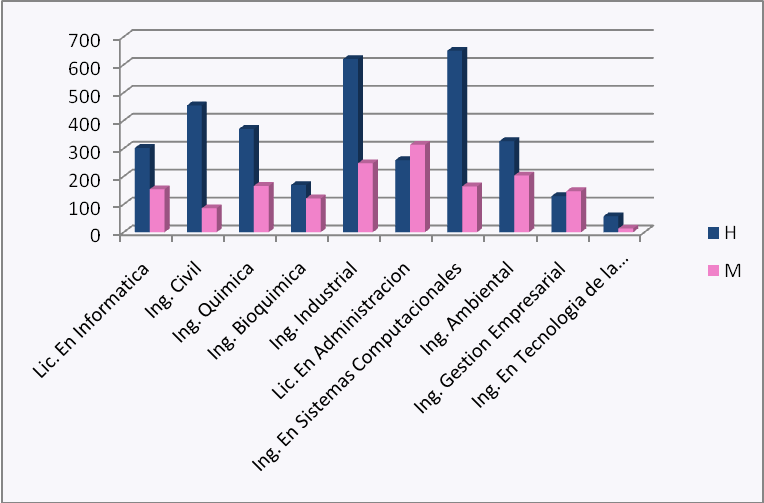 700
600
500
400
300
200
100
0
H
M
Lic. En Informatica
Ing. Civil
Ing. Quimica
Ing. Bioquimica
Ing. Industrial
Lic. En Administracion
Ing. En Sistemas Computacionales
Ing. Ambiental
Ing. Gestion Empresarial
Ing. En Tecnologia de la...